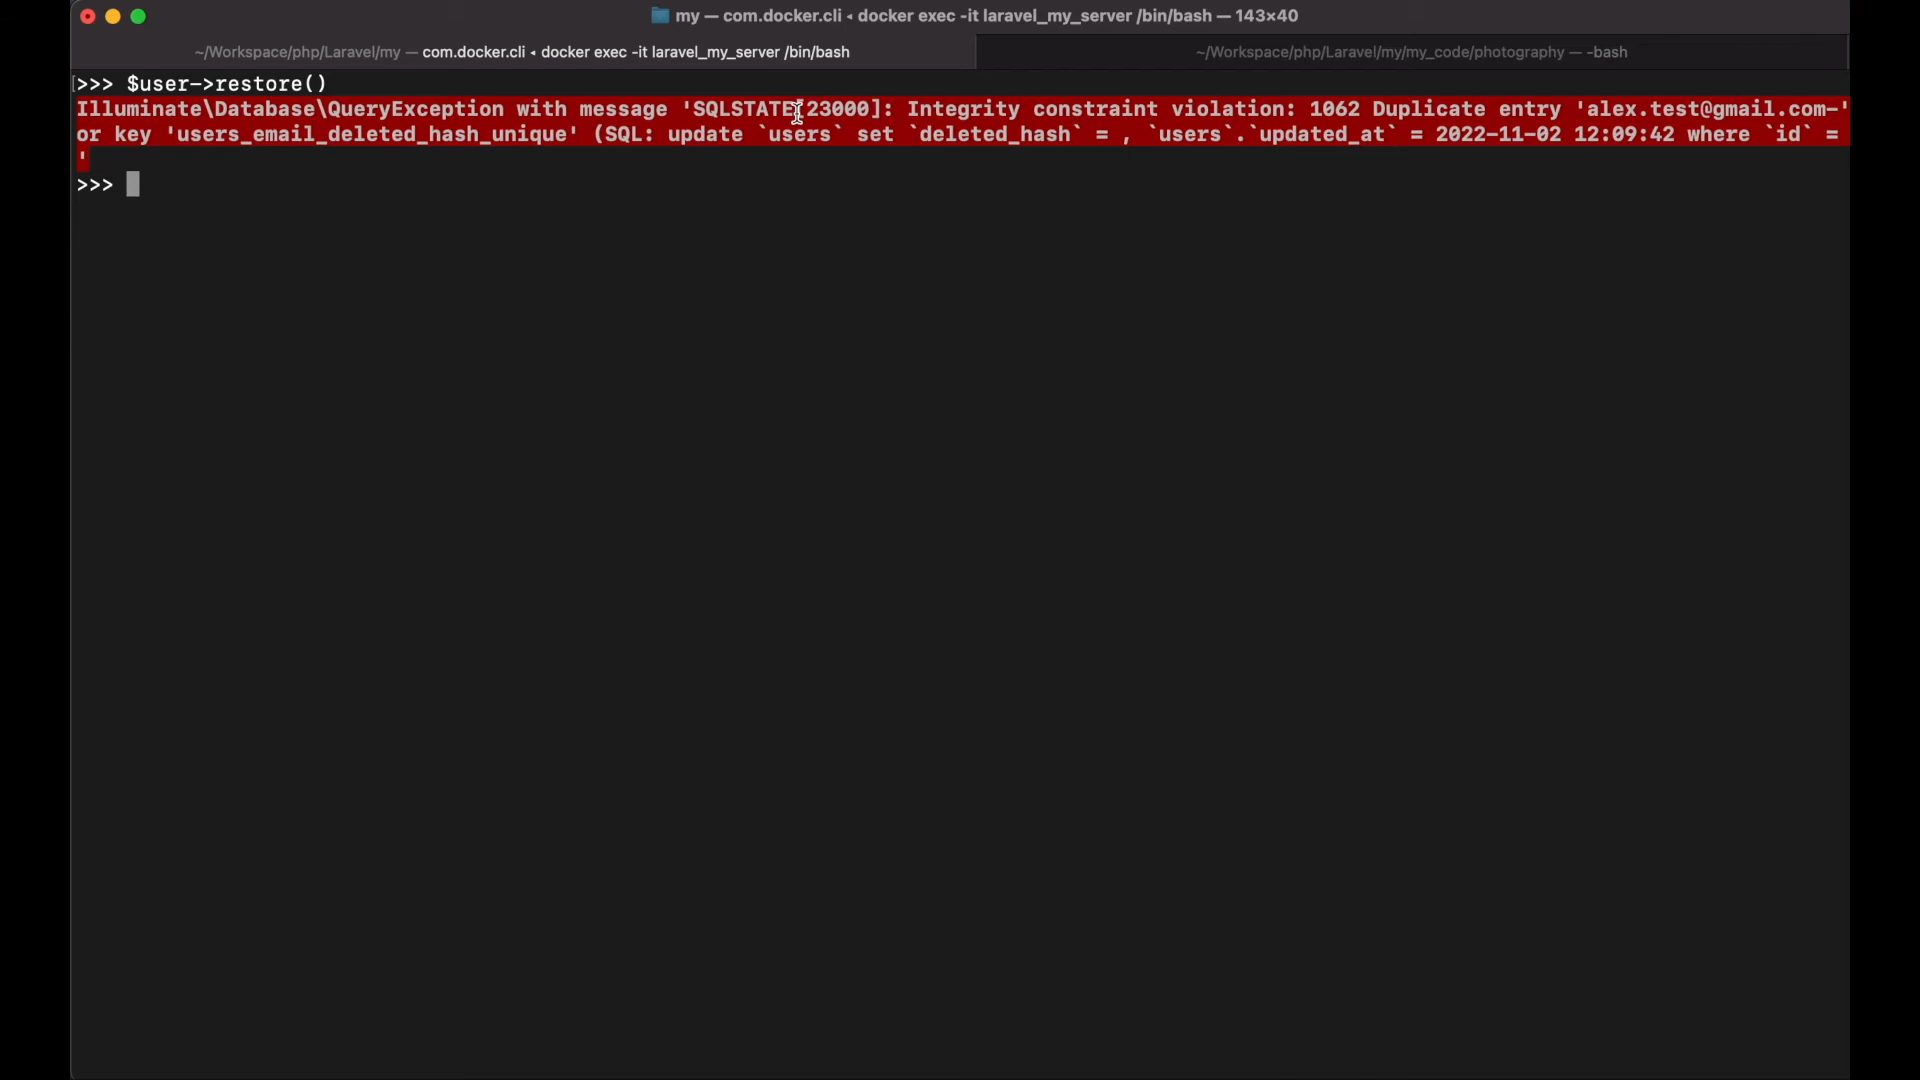 my — com.docker.cli ◂ docker exec -it laravel_my_server /bin/bash — 143×40
~/Workspace/php/Laravel/my — com.docker.cli ◂ docker exec -it laravel_my_server /bin/bash
~/Workspace/php/Laravel/my/my_code/photography — -bash
[>>> $user->restore()
Illuminate\Database\QueryException with message 'SQLSTATE[23000]: Integrity constraint violation: 1062 Duplicate entry 'alex.test@gmail.com-'
or key 'users_email_deleted_hash_unique' (SQL: update `users` set `deleted_hash` = , `users`.`updated_at` = 2022-11-02 12:09:42 where `id` =
'
>>>